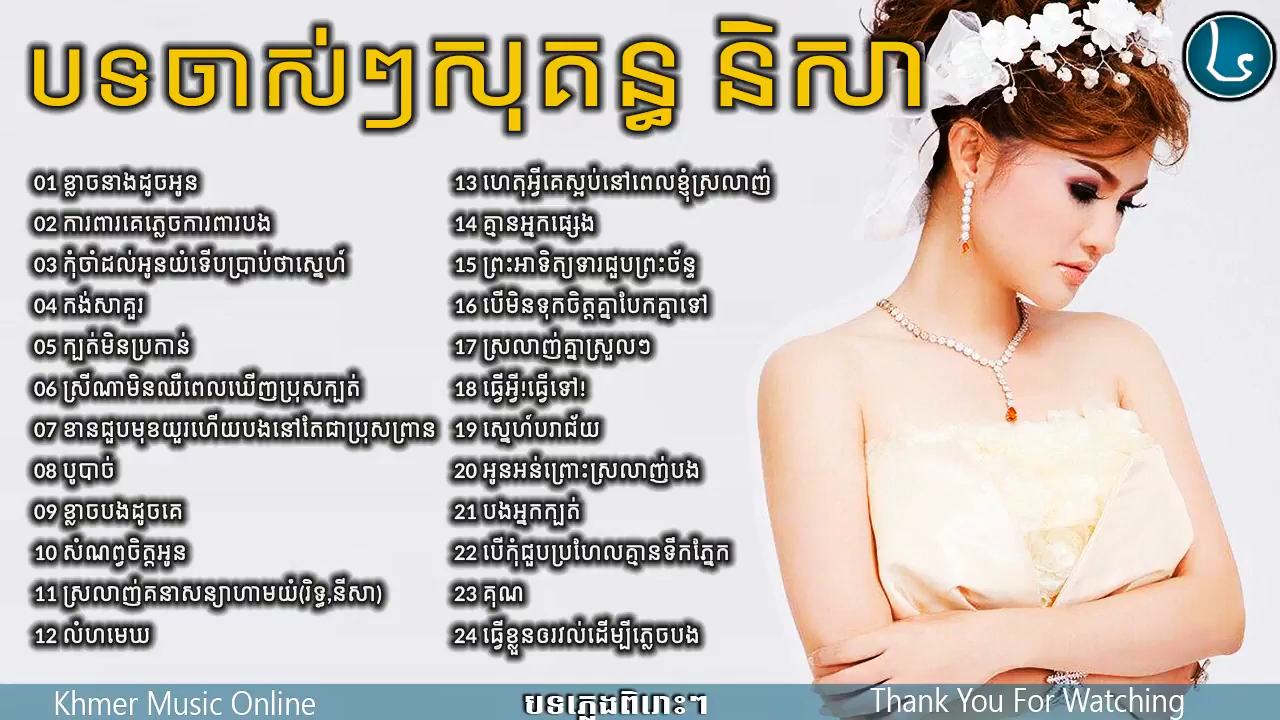 បទចាស់ៗសុគន្ធ និសា
01 ខ្លាចនាងដូចអូន
02 ការពារគេភ្លេចការពារបង
03 កុំចាំដល់អូនយំទើបប្រាប់ថាស្នេហ៍
04 កង់សាគួរ
05 ក្បត់មិនប្រកាន់
06 ស្រីណាមិនឈឺពេលឃើញប្រុសក្បត់
07 ខានជួបមុខយូរហើយបងនៅតែជាប្រុសព្រាន
08 បូបាច់
09 ខ្លាចបងដូចគេ
10 សំណព្វចិត្តអូន
11 ស្រលាញ់គនាសន្យាហាមយំ(រិទ្ធ,នីសា)
12 លំហមេឃ
13 ហេតុអ្វីគេស្អប់នៅពេលខ្ញុំស្រលាញ់
14 គ្មានអ្នកផ្សេង
15 ព្រះអាទិត្យទារជួបព្រះច័ន្ទ
16 បើមិនទុកចិត្តគ្នាបែកគ្នាទៅ
17 ស្រលាញ់គ្នាស្រួលៗ
18 ធ្វើអ្វី!ធ្វើទៅ!
19 ស្នេហ៍បរាជ័យ
20 អូនអន់ព្រោះស្រលាញ់បង
21 បងអ្នកក្បត់
22 បើកុំជួបប្រហែលគ្មានទឹកភ្នែក
23 គុណ
24 ធ្វើខ្លួនឲរវល់ដើម្បីភ្លេចបង
Khmer Music Online
បទភ្លេងពិរោះៗ
Thank You For Watching